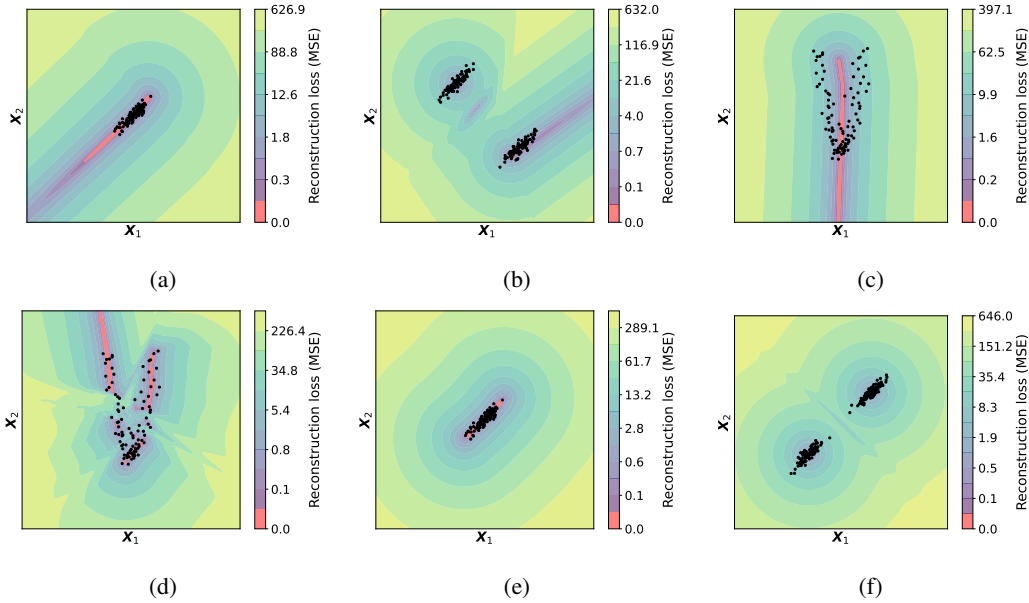 626.9
88.8
12.6
1.8
0.3
0.0
Reconstruction loss (MSE)
X2
X1
(a)
632.0
116.9
21.6
4.0
0.7
0.1
0.0
Reconstruction loss (MSE)
X2
X1
(b)
397.1
62.5
9.9
1.6
0.2
0.0
Reconstruction loss (MSE)
X2
X1
(c)
226.4
34.8
5.4
0.8
0.1
0.0
Reconstruction loss (MSE)
X2
X1
(d)
289.1
61.7
13.2
2.8
0.6
0.1
0.0
Reconstruction loss (MSE)
X2
X1
(e)
646.0
151.2
35.4
8.3
1.9
0.5
0.1
0.0
Reconstruction loss (MSE)
X2
X1
(f)